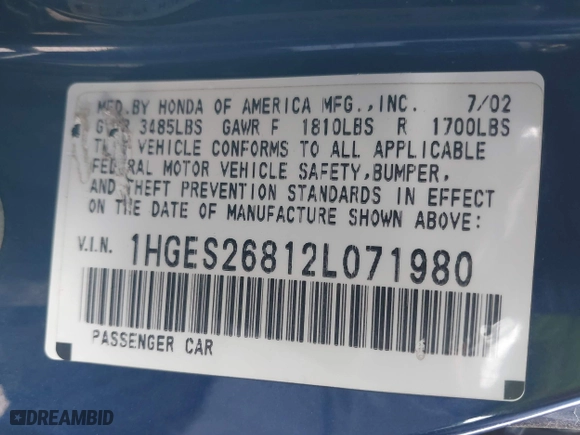 MFD.BY HONDA OF AMERICA MFG.,INC. 7/02
GVWR 3485LBS GAWR F 1810LBS R 1700LBS
VEHICLE CONFORMS TO ALL APPLICABLE
FEDERAL MOTOR VEHICLE SAFETY,BUMPER,
AND THEFT PREVENTION STANDARDS IN EFFECT
ON THE DATE OF MANUFACTURE SHOWN ABOVE:
V.I.N. 1HGES26812L071980
PASSENGER CAR
DREAMBID